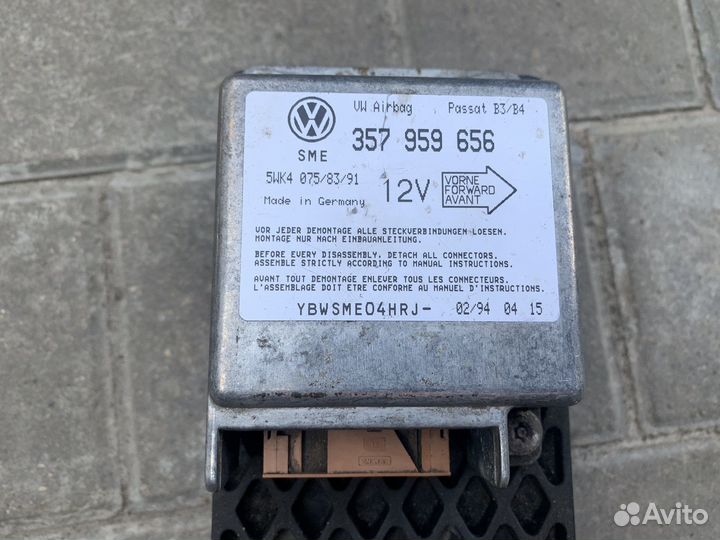 VW Airbag Passat B3/B4
SME 357 959 656
5WK4 075/83/91
Made in Germany
12V
VORNE
FORWARD
AVANT
VOR JEDER DEMONTAGE ALLE STECKVERBINDUNGEN LOESEN.
MONTAGE NUR NACH EINBAUANLEITUNG.
BEFORE EVERY DISASSEMBLY, DETACH ALL CONNECTORS.
ASSEMBLE STRICTLY ACCORDING TO MANUAL INSTRUCTIONS.
AVANT TOUT DEMONTAGE ENLEVER TOUS LES CONNECTEURS.
L'ASSEMBLAGE DOIT ETRE CONFORME AU MANUEL D'INSTRUCTIONS.
YBWSME04HRJ- 02/94 04 15
Avito